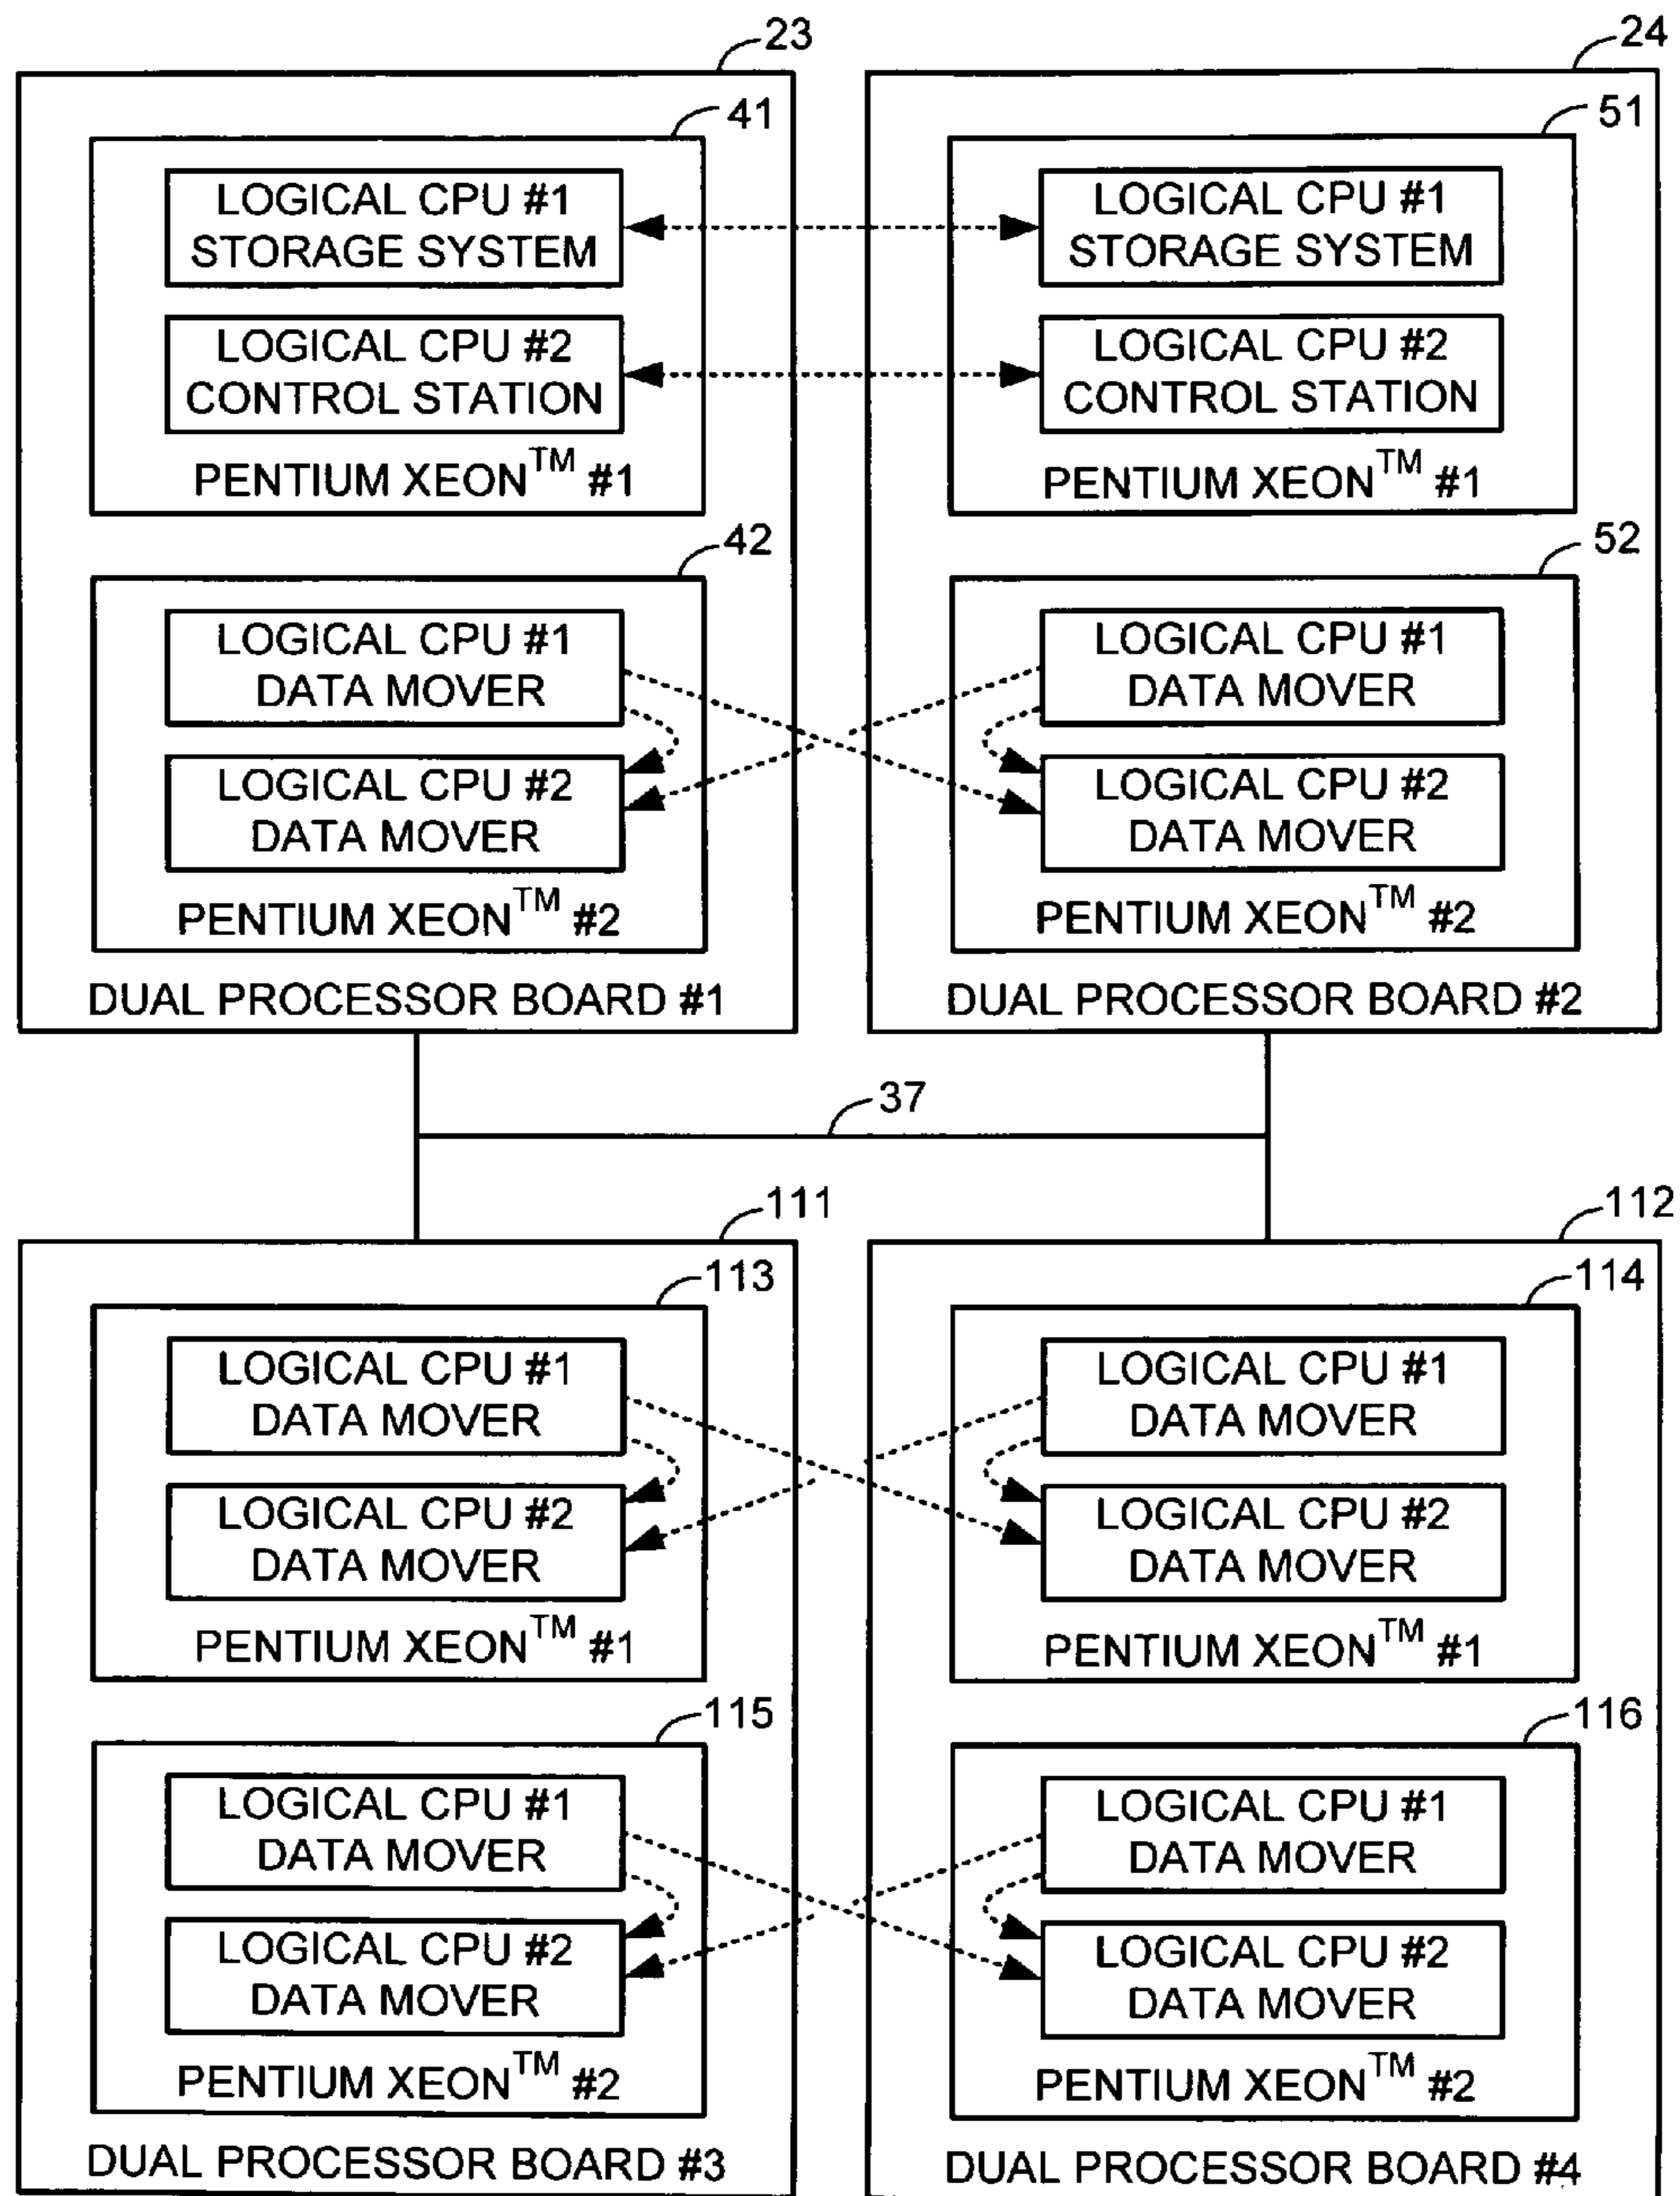 23
24
41
51
LOGICAL CPU #1
STORAGE SYSTEM
LOGICAL CPU #2
CONTROL STATION
PENTIUM XEON™ #1
LOGICAL CPU #1
STORAGE SYSTEM
LOGICAL CPU #2
CONTROL STATION
PENTIUM XEON™ #1
42
52
LOGICAL CPU #1
DATA MOVER
LOGICAL CPU #2
DATA MOVER
PENTIUM XEON™ #2
DUAL PROCESSOR BOARD #1
LOGICAL CPU #1
DATA MOVER
LOGICAL CPU #2
DATA MOVER
PENTIUM XEON™ #2
DUAL PROCESSOR BOARD #2
37
111
112
113
114
LOGICAL CPU #1
DATA MOVER
LOGICAL CPU #2
DATA MOVER
PENTIUM XEON™ #1
LOGICAL CPU #1
DATA MOVER
LOGICAL CPU #2
DATA MOVER
PENTIUM XEON™ #1
115
116
LOGICAL CPU #1
DATA MOVER
LOGICAL CPU #2
DATA MOVER
PENTIUM XEON™ #2
DUAL PROCESSOR BOARD #3
LOGICAL CPU #1
DATA MOVER
LOGICAL CPU #2
DATA MOVER
PENTIUM XEON™ #2
DUAL PROCESSOR BOARD #4